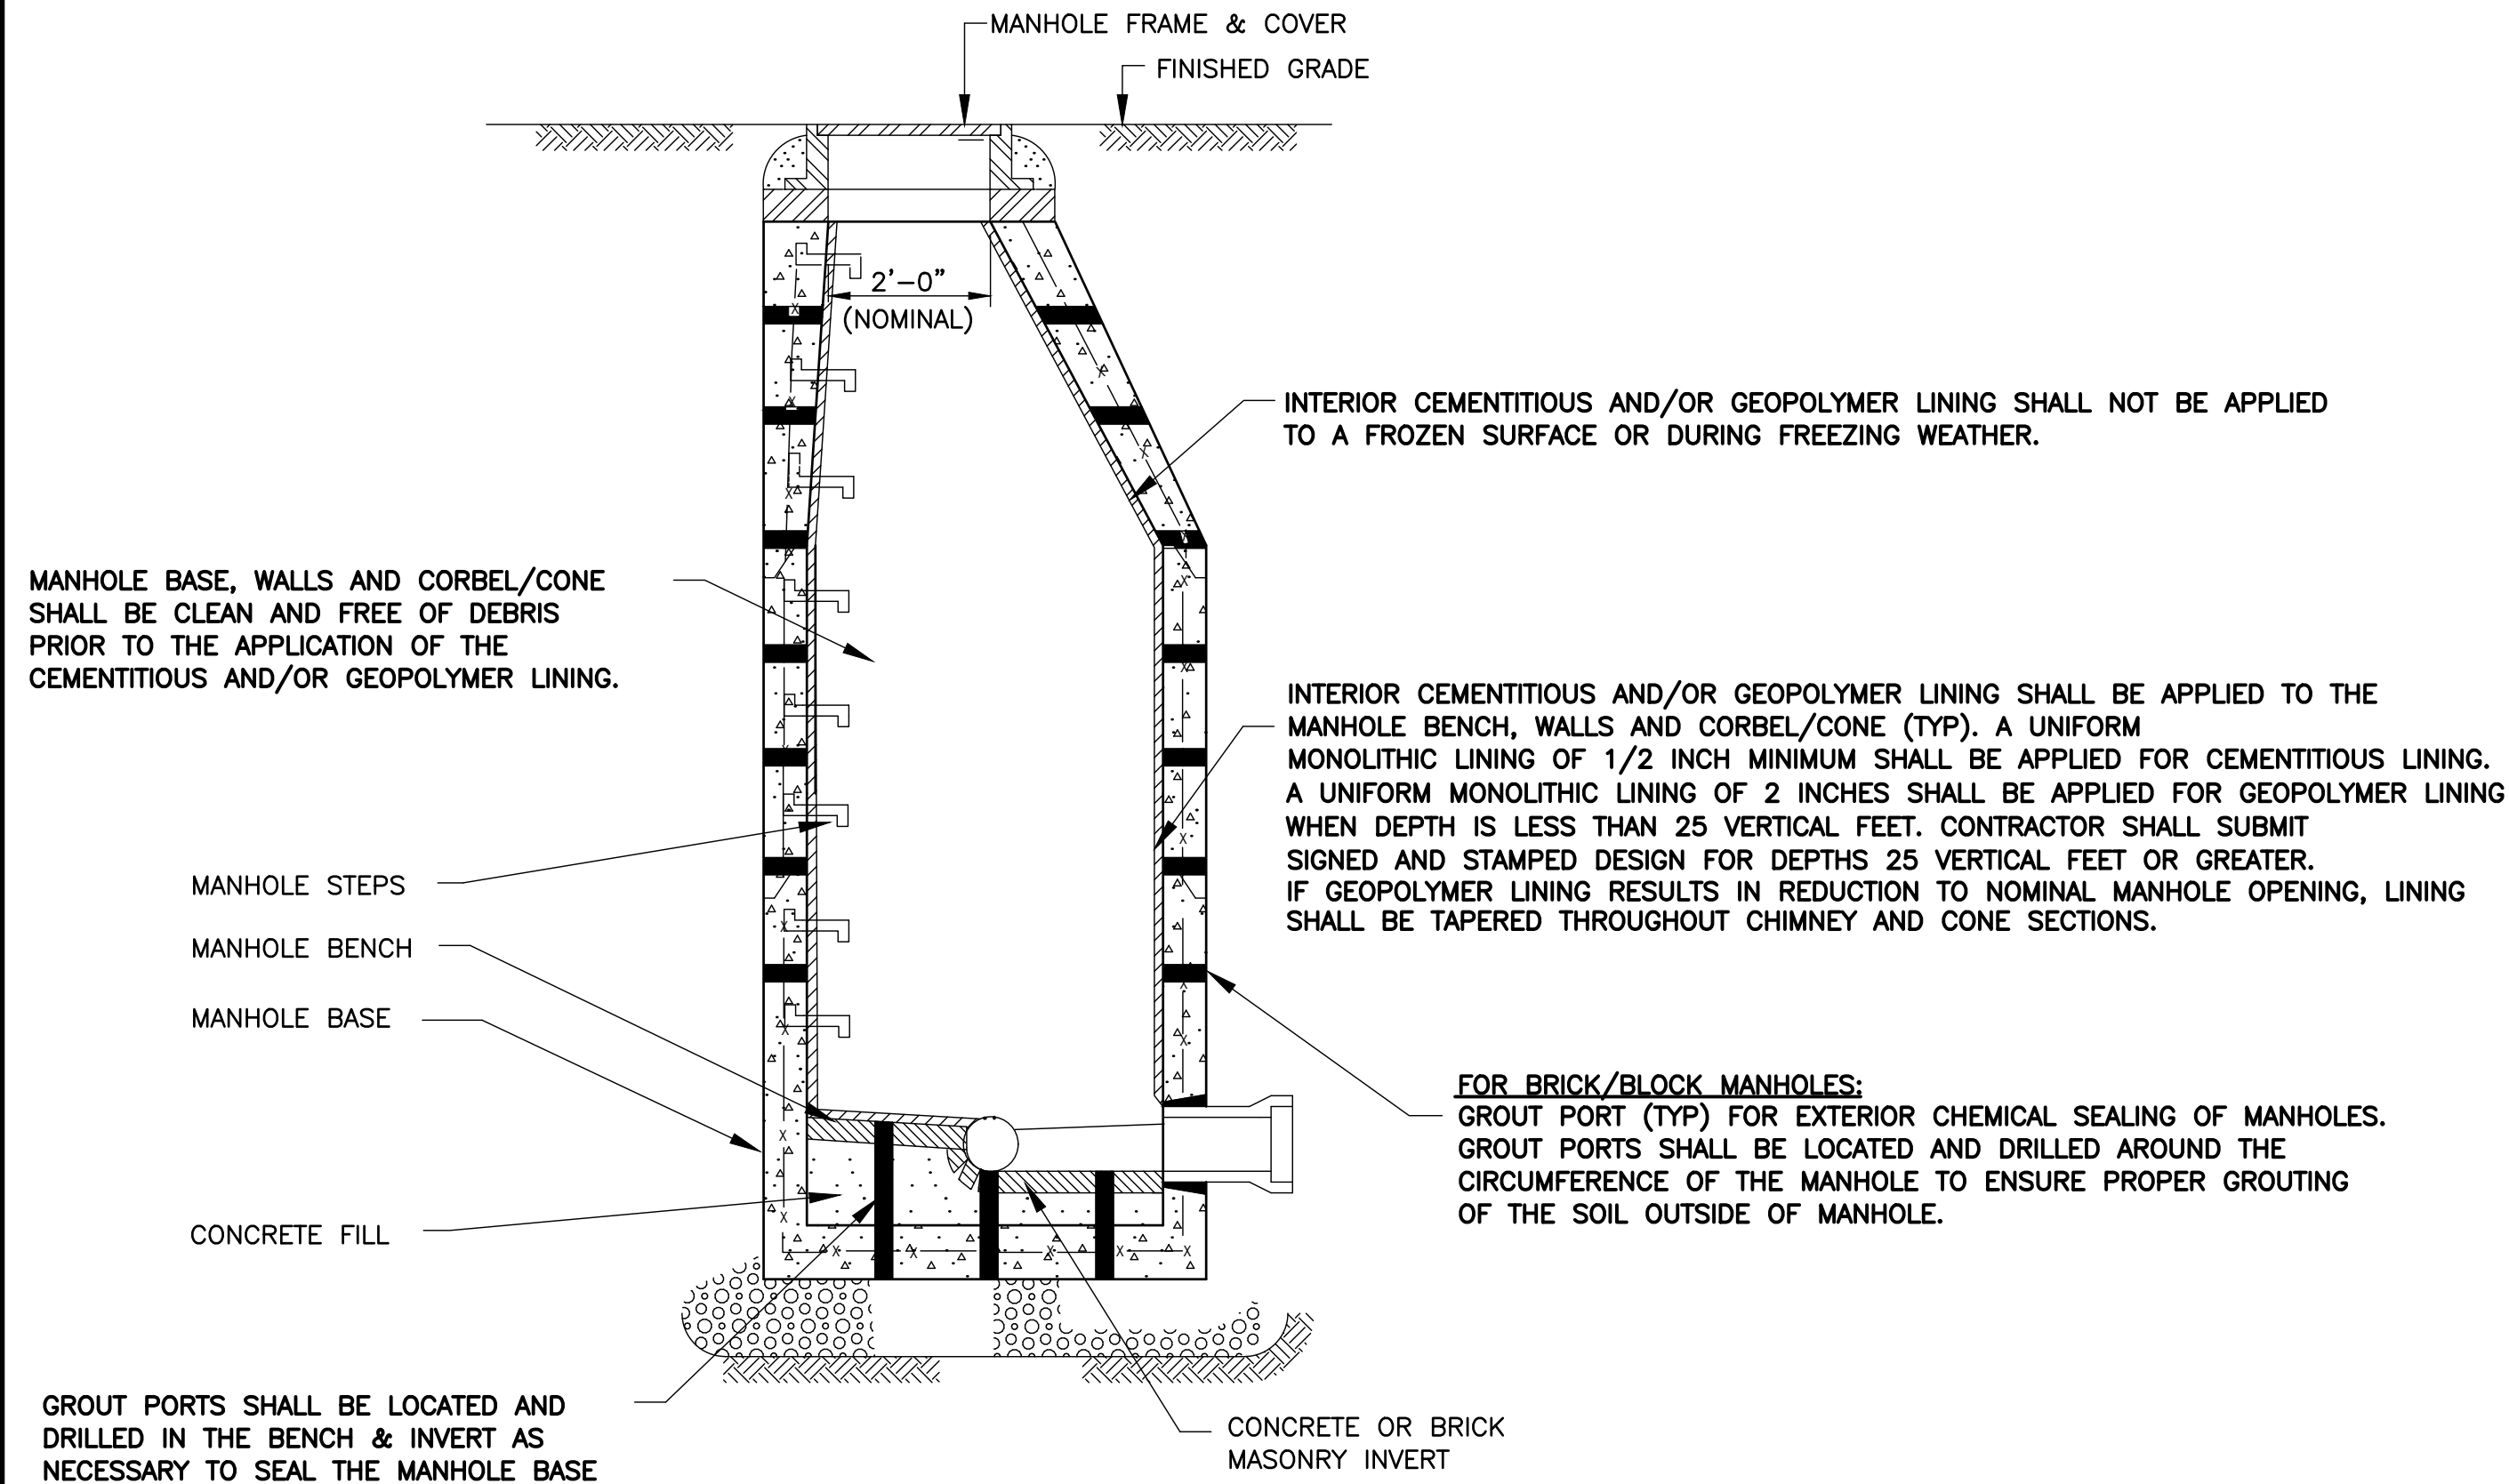 MANHOLE FRAME & COVER
FINISHED GRADE
2'-0"
(NOMINAL)
INTERIOR CEMENTITIOUS AND/OR GEOPOLYMER LINING SHALL NOT BE APPLIED
TO A FROZEN SURFACE OR DURING FREEZING WEATHER.
MANHOLE BASE, WALLS AND CORBEL/CONE
SHALL BE CLEAN AND FREE OF DEBRIS
PRIOR TO THE APPLICATION OF THE
CEMENTITIOUS AND/OR GEOPOLYMER LINING.
INTERIOR CEMENTITIOUS AND/OR GEOPOLYMER LINING SHALL BE APPLIED TO THE
MANHOLE BENCH, WALLS AND CORBEL/CONE (TYP). A UNIFORM
MONOLITHIC LINING OF 1/2 INCH MINIMUM SHALL BE APPLIED FOR CEMENTITIOUS LINING.
A UNIFORM MONOLITHIC LINING OF 2 INCHES SHALL BE APPLIED FOR GEOPOLYMER LINING
WHEN DEPTH IS LESS THAN 25 VERTICAL FEET. CONTRACTOR SHALL SUBMIT
SIGNED AND STAMPED DESIGN FOR DEPTHS 25 VERTICAL FEET OR GREATER.
IF GEOPOLYMER LINING RESULTS IN REDUCTION TO NOMINAL MANHOLE OPENING, LINING
SHALL BE TAPERED THROUGHOUT CHIMNEY AND CONE SECTIONS.
MANHOLE STEPS
MANHOLE BENCH
MANHOLE BASE
FOR BRICK/BLOCK MANHOLES:
GROUT PORT (TYP) FOR EXTERIOR CHEMICAL SEALING OF MANHOLES.
GROUT PORTS SHALL BE LOCATED AND DRILLED AROUND THE
CIRCUMFERENCE OF THE MANHOLE TO ENSURE PROPER GROUTING
OF THE SOIL OUTSIDE OF MANHOLE.
CONCRETE FILL
GROUT PORTS SHALL BE LOCATED AND
DRILLED IN THE BENCH & INVERT AS
NECESSARY TO SEAL THE MANHOLE BASE
CONCRETE OR BRICK
MASONRY INVERT